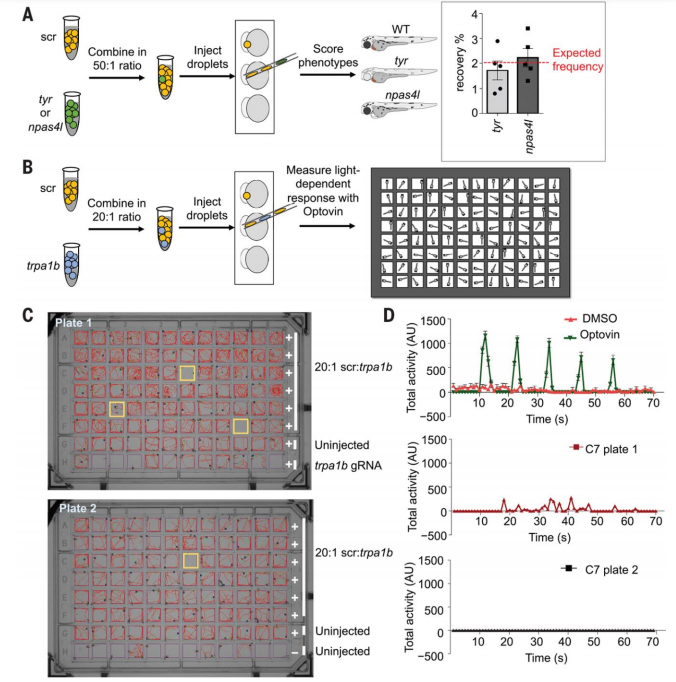 A
scr
tyr
or
npas4l
Combine in
50:1 ratio
Inject
droplets
Score
phenotypes
WT
tyr
npas4l
recovery %
4
3
2
1
0
tyr
npas4l
Expected
frequency
B
scr
trpa1b
Combine in
20:1 ratio
Inject
droplets
Measure light-
dependent
response with
Optovin
C
Plate 1
A
B
C
D
E
F
G
H
+
+
+
+
+
+
+
+
20:1 scr:trpa1b
Uninjected
trpa1b gRNA
Plate 2
A
B
C
D
E
F
G
H
+
+
+
+
+
+
+
–
20:1 scr:trpa1b
Uninjected
Uninjected
D
DMSO
Optovin
Total activity (AU)
1500
1000
500
0
−500
10 20 30 40 50 60 70
Time (s)
C7 plate 1
Total activity (AU)
1500
1000
500
0
−500
10 20 30 40 50 60 70
Time (s)
C7 plate 2
Total activity (AU)
1500
1000
500
0
−500
10 20 30 40 50 60 70
Time (s)